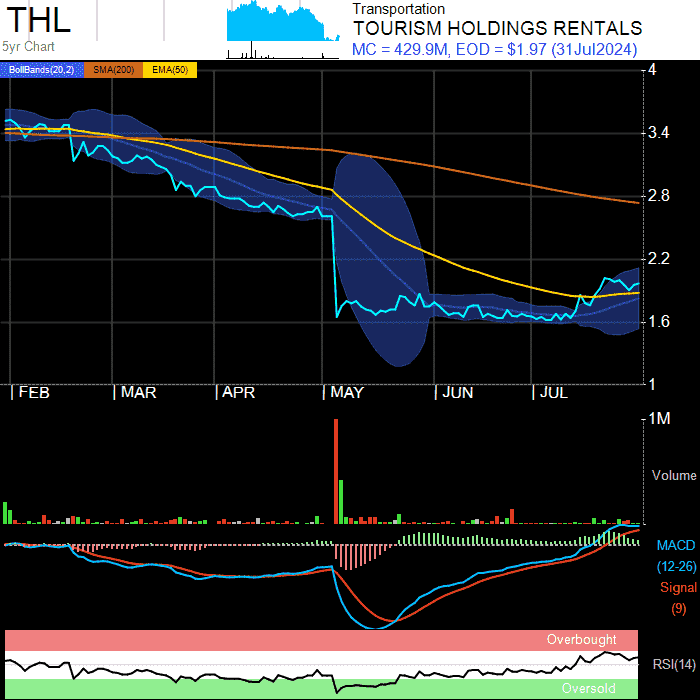 THL
5yr Chart
Transportation
TOURISM HOLDINGS RENTALS
MC = 429.9M, EOD = $1.97 (31Jul2024)
BollBands(20,2) SMA(200) EMA(50)
4
3.4
2.8
2.2
1.6
1
FEB MAR APR MAY JUN JUL
1M
Volume
MACD
(12-26)
Signal
(9)
Overbought
RSI(14)
Oversold